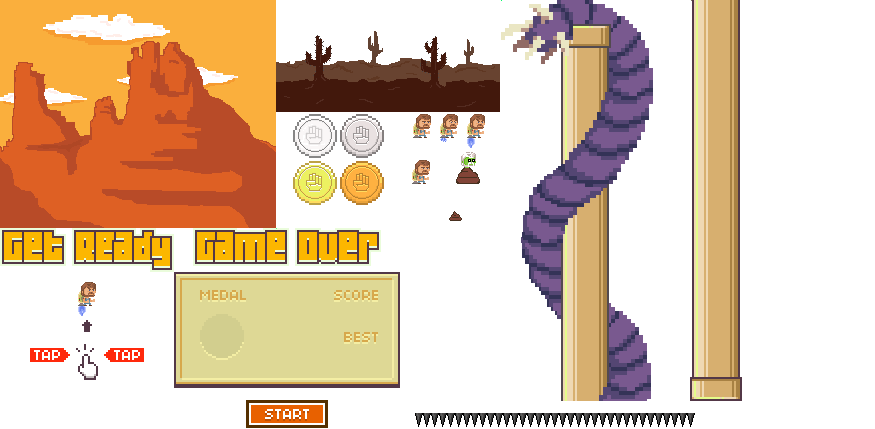 Get Ready
Game Over
MEDAL
SCORE
BEST
TAP
TAP
START